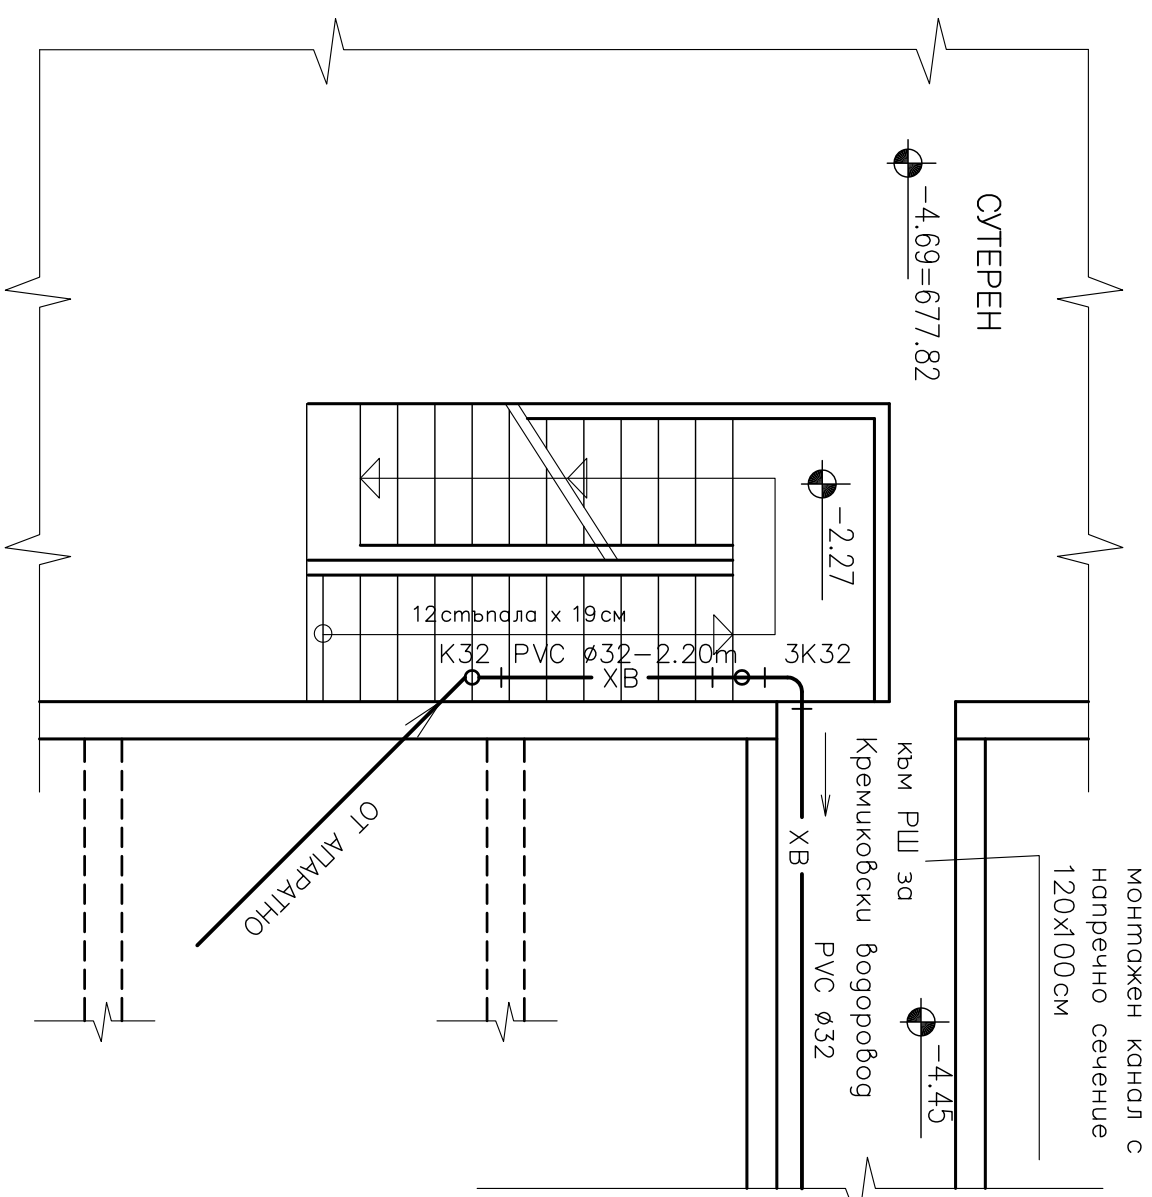 СУТЕРЕН
-4.69=677.82
-2.27
12стъпала х 19см
К32 PVC ø32-2.20m 3К32
ХВ
към РШ за
Кремиковски водоровод
ХВ
PVC ø32
ОТ АПАРАТНО
монтажен канал с
напречно сечение
120х100см
-4.45